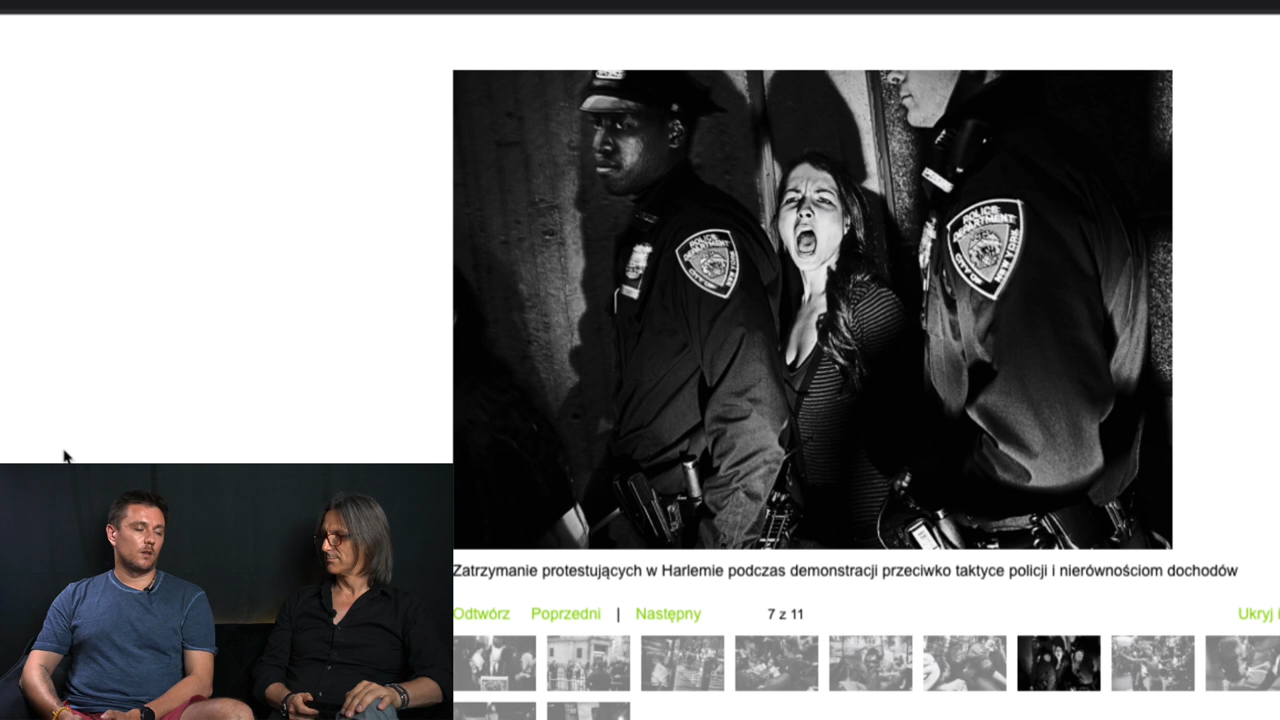 POLICE
DEPARTMENT
CITY OF
NEW YORK
POLICE
DEPARTMENT
CITY OF
NEW YORK
Zatrzymanie protestujących w Harlemie podczas demonstracji przeciwko taktyce policji i nierównościom dochodów
Odtwórz Poprzedni | Następny 7 z 11 Ukryj